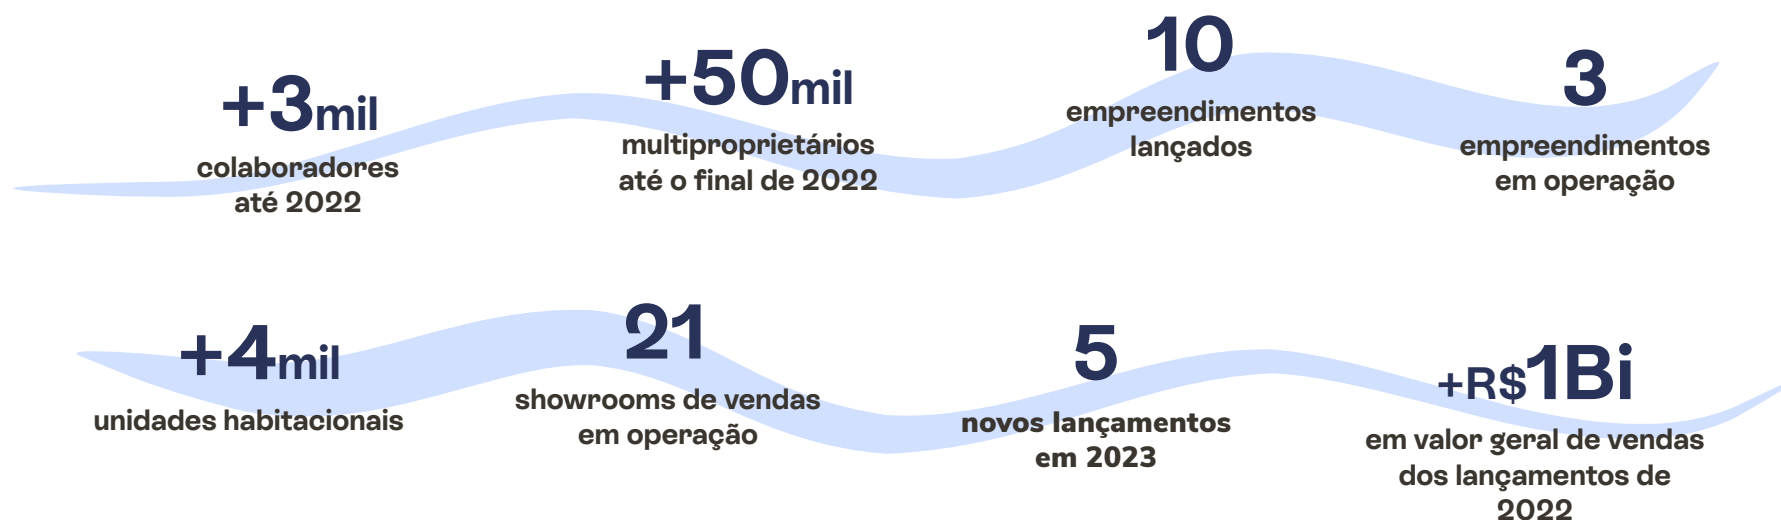 +3mil
colaboradores
até 2022
+50mil
multiproprietários
até o final de 2022
10
empreendimentos
lançados
3
empreendimentos
em operação
+4mil
unidades habitacionais
21
showrooms de vendas
em operação
5
novos lançamentos
em 2023
+R$1Bi
em valor geral de vendas
dos lançamentos de
2022